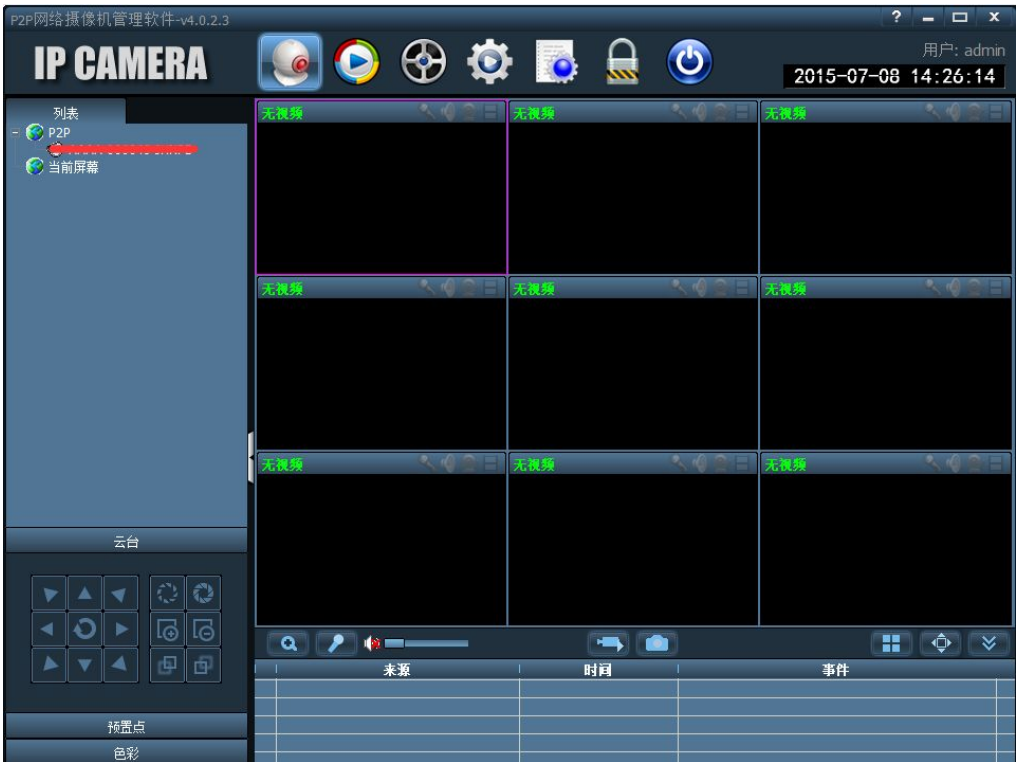 P2P网络摄像机管理软件-v4.0.2.3
?
IP CAMERA
用户: admin
2015-07-08 14:26:14
列表
P2P
当前屏幕
无视频 无视频 无视频
无视频 无视频 无视频
无视频 无视频 无视频
云台
来源 时间 事件
预置点
色彩